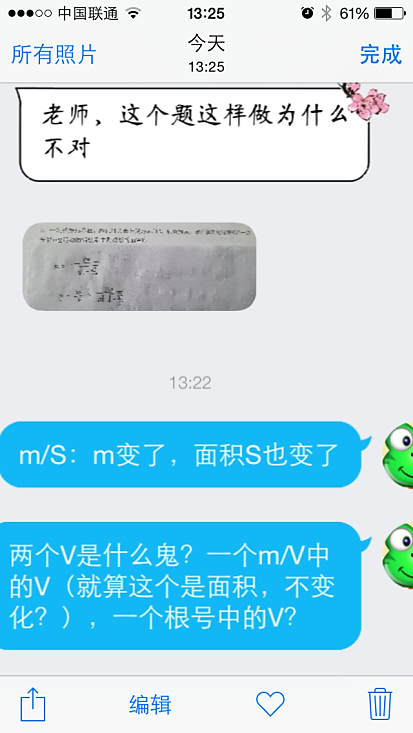 中国联通
13:25
61%
所有照片
今天
13:25
完成
老师，这个题这样做为什么
不对
13:22
m/S：m变了，面积S也变了
两个V是什么鬼？一个m/V中
的V（就算这个是面积，不变
化？），一个根号中的V？
编辑